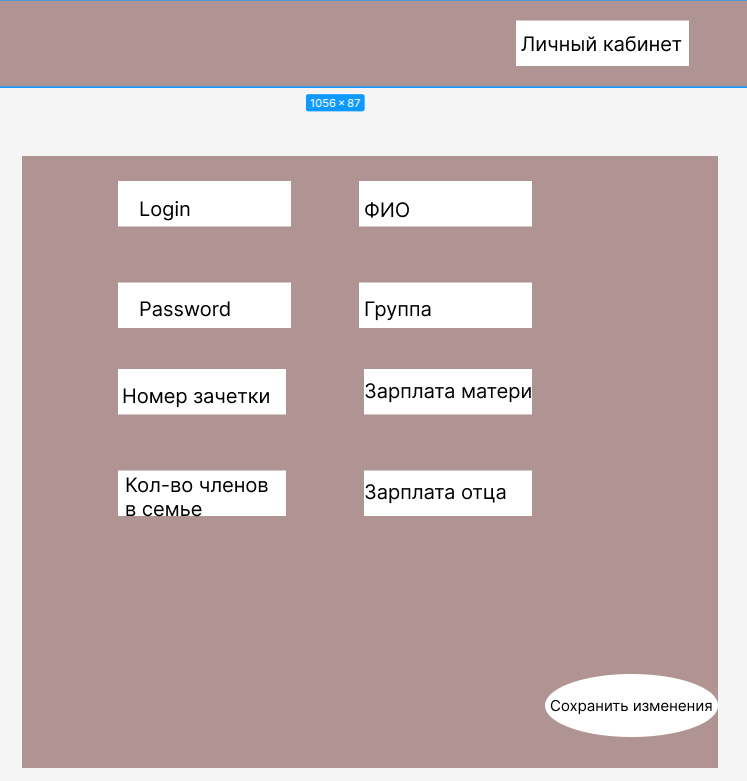 Личный кабинет
1056 × 87
Login
ФИО
Password
Группа
Номер зачетки
Зарплата матери
Кол-во членов
в семье
Зарплата отца
Сохранить изменения